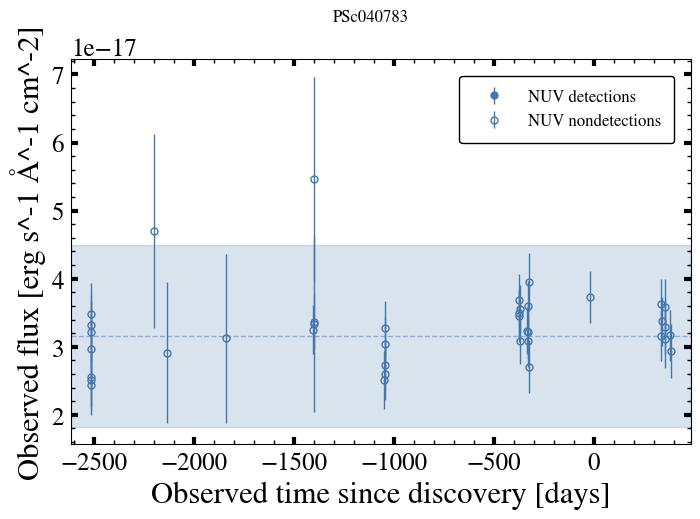 PSc040783
1e−17
Observed flux [erg s^-1 Å^-1 cm^-2]
7
6
5
4
3
2
NUV detections
NUV nondetections
−2500 −2000 −1500 −1000 −500 0
Observed time since discovery [days]